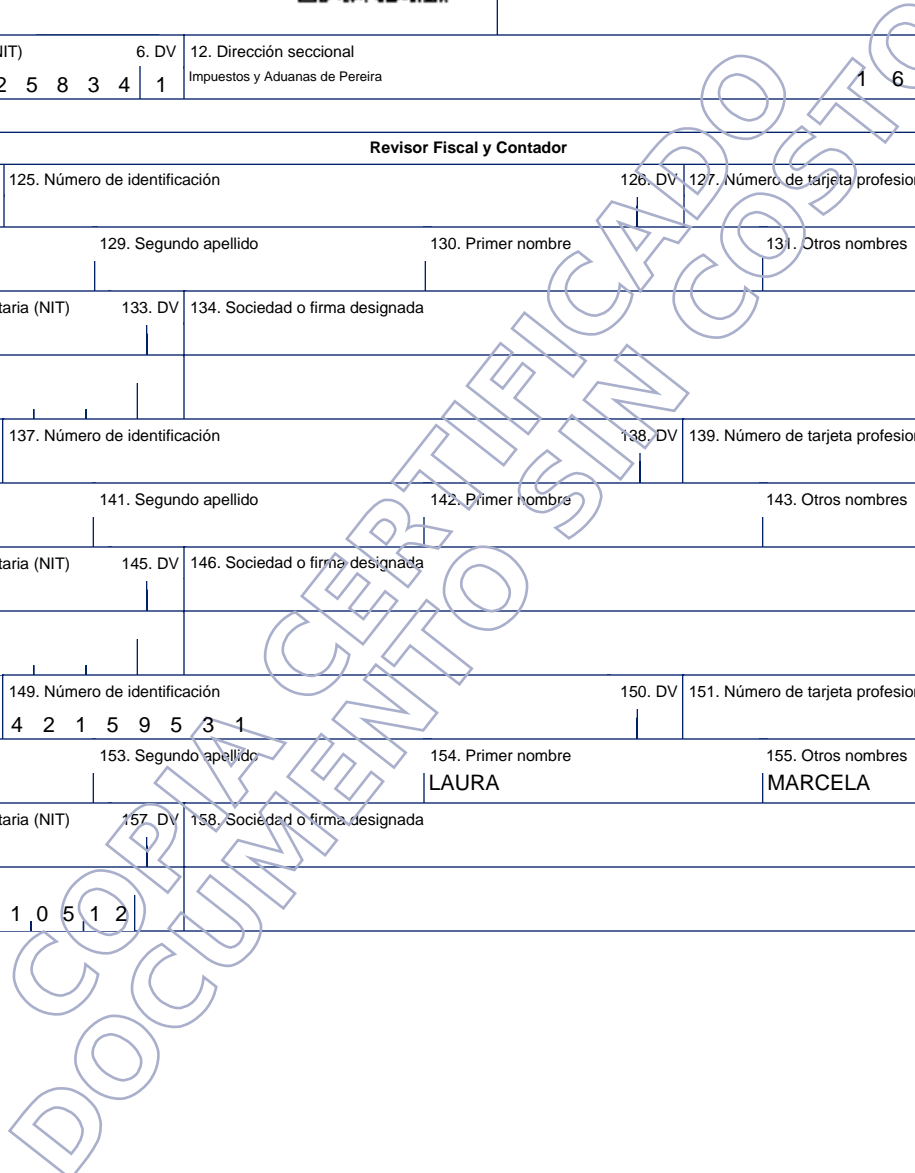 NIT) 6. DV 12. Dirección seccional
2 5 8 3 4 1 Impuestos y Aduanas de Pereira 1 6
Revisor Fiscal y Contador
125. Número de identificación 126. DV 127. Número de tarjeta profesion
129. Segundo apellido 130. Primer nombre 131. Otros nombres
taria (NIT) 133. DV 134. Sociedad o firma designada
137. Número de identificación 138. DV 139. Número de tarjeta profesion
141. Segundo apellido 142. Primer nombre 143. Otros nombres
taria (NIT) 145. DV 146. Sociedad o firma designada
149. Número de identificación 150. DV 151. Número de tarjeta profesion
4 2 1 5 9 5 3 1
153. Segundo apellido 154. Primer nombre 155. Otros nombres
LAURA MARCELA
taria (NIT) 157. DV 158. Sociedad o firma designada
1 0 5 1 2
COPIA CERTIFICADO
DOCUMENTO SIN COSTO